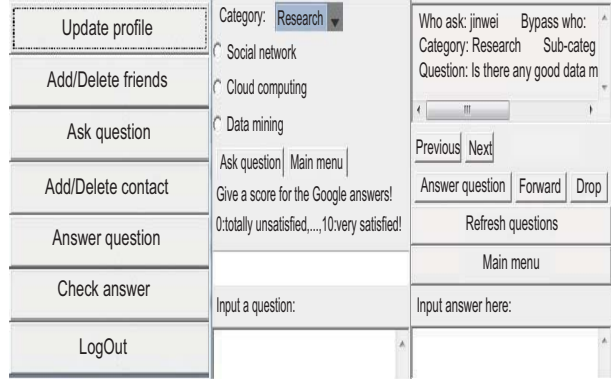 Update profile
Add/Delete friends
Ask question
Add/Delete contact
Answer question
Check answer
LogOut
Category: Research
Social network
Cloud computing
Data mining
Ask question Main menu
Give a score for the Google answers!
0:totally unsatisfied,...,10:very satisfied!
Input a question:
Who ask: jinwei Bypass who:
Category: Research Sub-categ
Question: Is there any good data m
Previous Next
Answer question Forward Drop
Refresh questions
Main menu
Input answer here: